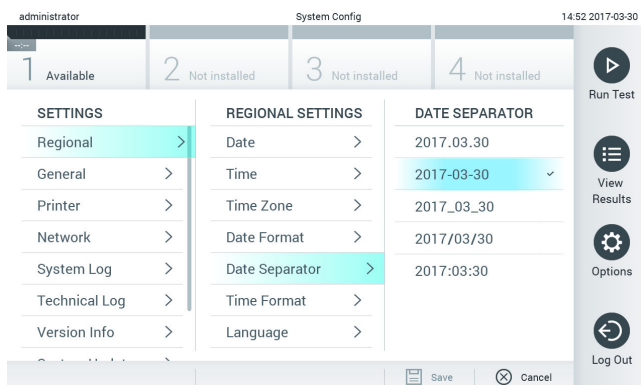 administrator System Config 14:52 2017-03-30
--:--
1 Available 2 Not installed 3 Not installed 4 Not installed
Run Test
View
Results
Options
Log Out
SETTINGS
Regional
General
Printer
Network
System Log
Technical Log
Version Info
REGIONAL SETTINGS
Date
Time
Time Zone
Date Format
Date Separator
Time Format
Language
DATE SEPARATOR
2017.03.30
2017-03-30
2017_03_30
2017/03/30
2017:03:30
Save Cancel